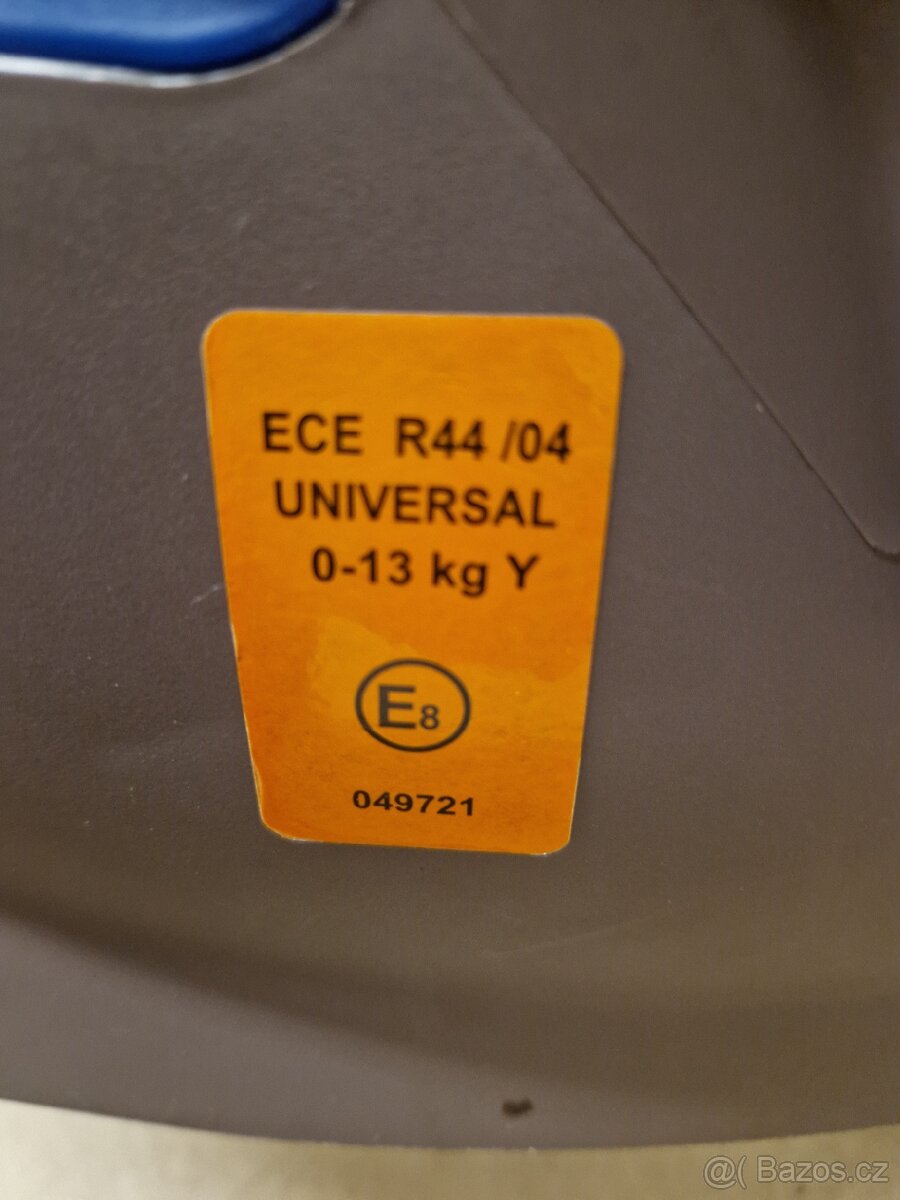 ECE R44 /04
UNIVERSAL
0-13 kg Y
E8
049721
@( Bazos.cz